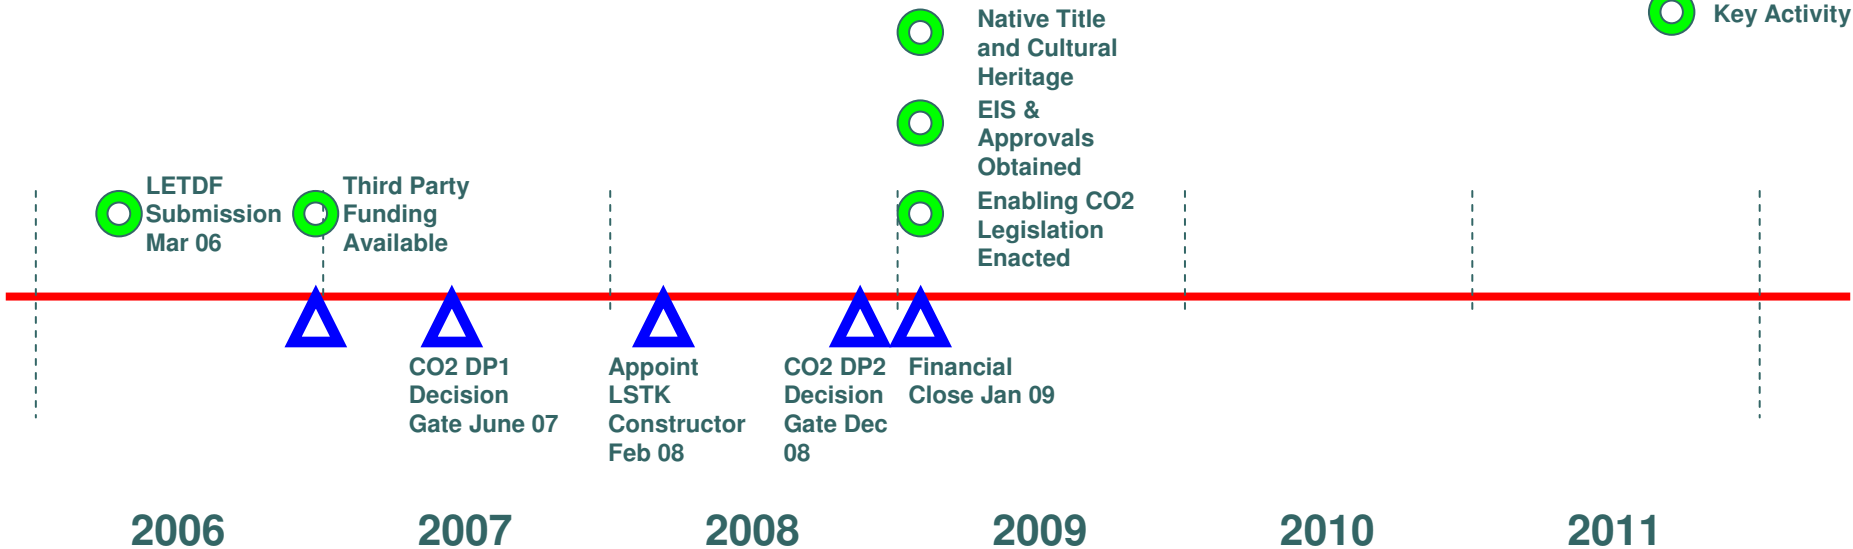 Key Activity
Native Title
and Cultural
Heritage
EIS &
Approvals
Obtained
Enabling CO2
Legislation
Enacted
LETDF
Submission
Mar 06
Third Party
Funding
Available
CO2 DP1
Decision
Gate June 07
Appoint
LSTK
Constructor
Feb 08
CO2 DP2
Decision
Gate Dec
08
Financial
Close Jan 09
2006
2007
2008
2009
2010
2011